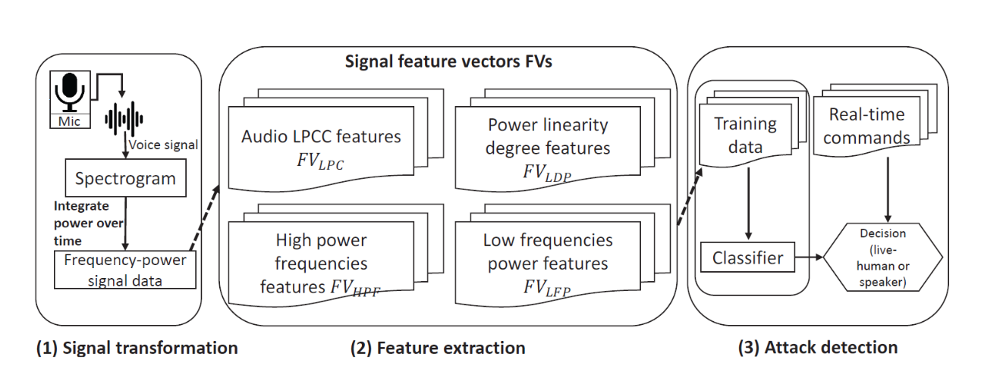 Mic
Voice signal
Spectrogram
Integrate
power over
time
Frequency-power
signal data
(1) Signal transformation
Signal feature vectors FVs
Audio LPCC features
FV_LPC
Power linearity
degree features
FV_LDP
High power
frequencies
features FV_HPF
Low frequencies
power features
FV_LFP
(2) Feature extraction
Training
data
Real-time
commands
Classifier
Decision
(live-
human or
speaker)
(3) Attack detection